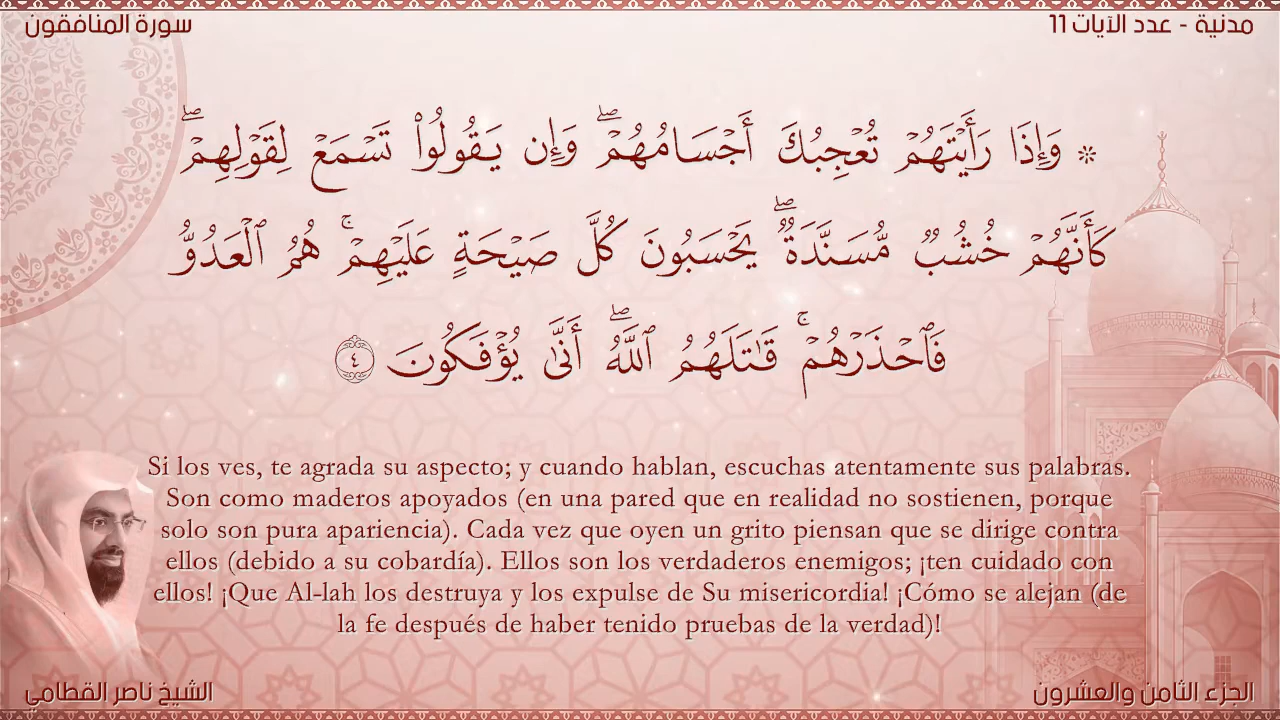 مدنية - عدد الآيات 11
سورة المنافقون
۞ وَإِذَا رَأَيۡتَهُمۡ تُعۡجِبُكَ أَجۡسَامُهُمۡۖ وَإِن يَقُولُواْ تَسۡمَعۡ لِقَوۡلِهِمۡۖ
كَأَنَّهُمۡ خُشُبٞ مُّسَنَّدَةٞۖ يَحۡسَبُونَ كُلَّ صَيۡحَةٍ عَلَيۡهِمۡۚ هُمُ ٱلۡعَدُوُّ
فَٱحۡذَرۡهُمۡۚ قَٰتَلَهُمُ ٱللَّهُۖ أَنَّىٰ يُؤۡفَكُونَ ٤
Si los ves, te agrada su aspecto; y cuando hablan, escuchas atentamente sus palabras.
Son como maderos apoyados (en una pared que en realidad no sostienen, porque
solo son pura apariencia). Cada vez que oyen un grito piensan que se dirige contra
ellos (debido a su cobardía). Ellos son los verdaderos enemigos; ¡ten cuidado con
ellos! ¡Que Al-lah los destruya y los expulse de Su misericordia! ¡Cómo se alejan (de
la fe después de haber tenido pruebas de la verdad)!
الجزء الثامن والعشرون
الشيخ ناصر القطامي